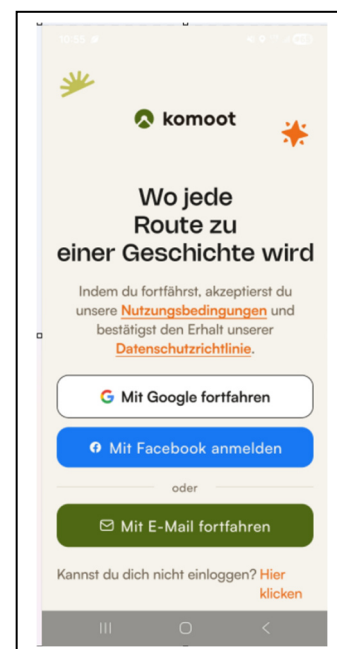 10:55
komoot
Wo jede
Route zu
einer Geschichte wird
Indem du fortfährst, akzeptierst du
unsere Nutzungsbedingungen und
bestätigst den Erhalt unserer
Datenschutzrichtlinie.
Mit Google fortfahren
Mit Facebook anmelden
oder
Mit E-Mail fortfahren
Kannst du dich nicht einloggen? Hier
klicken